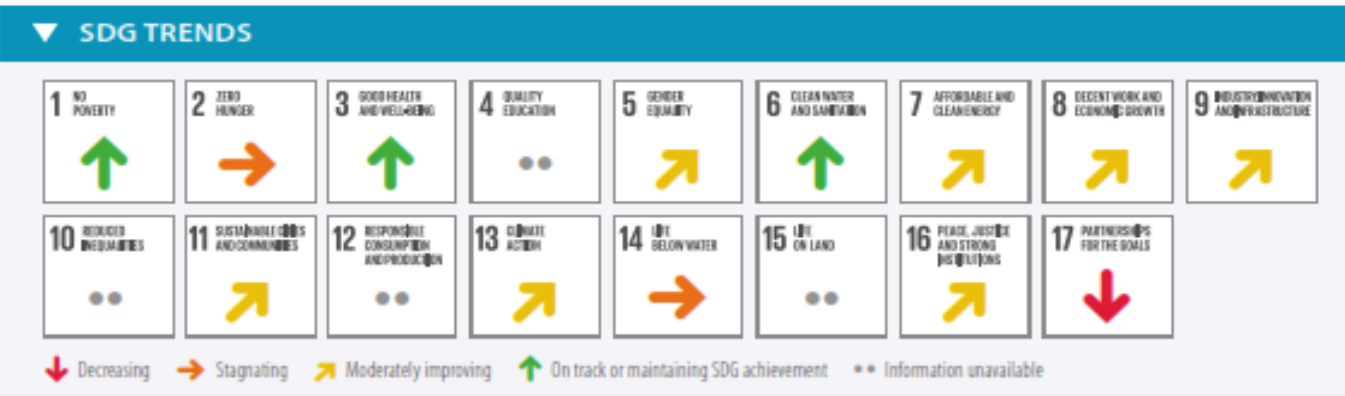 SDG TRENDS
1 NO
POVERTY
2 ZERO
HUNGER
3 GOOD HEALTH
AND WELL-BEING
4 QUALITY
EDUCATION
5 GENDER
EQUALITY
6 CLEAN WATER
AND SANITATION
7 AFFORDABLE AND
CLEAN ENERGY
8 DECENT WORK AND
ECONOMIC GROWTH
9 INDUSTRY, INNOVATION
AND INFRASTRUCTURE
10 REDUCED
INEQUALITIES
11 SUSTAINABLE CITIES
AND COMMUNITIES
12 RESPONSIBLE
CONSUMPTION
AND PRODUCTION
13 CLIMATE
ACTION
14 LIFE
BELOW WATER
15 LIFE
ON LAND
16 PEACE, JUSTICE
AND STRONG
INSTITUTIONS
17 PARTNERSHIPS
FOR THE GOALS
Decreasing
Stagnating
Moderately improving
On track or maintaining SDG achievement
Information unavailable